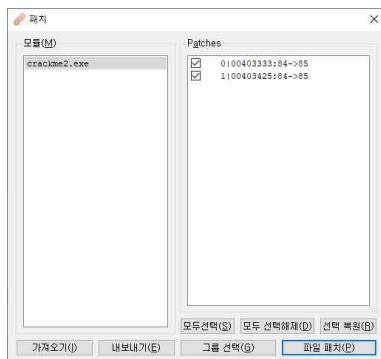 패치
모듈(M)
Patches
crackme2.exe
0|00403333:84->85
1|00403425:84->85
모두선택(S) 모두 선택해제(D) 선택 복원(R)
가져오기(I) 내보내기(E) 그룹 선택(G) 파일 패치(P)